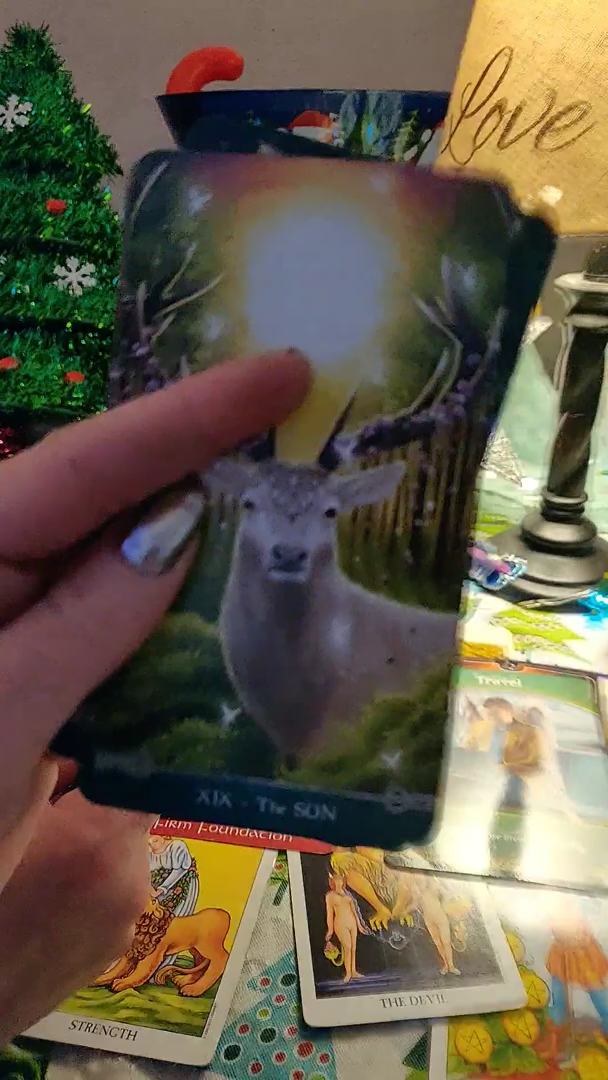 Love
XIX - The SUN
Travel
Firm Foundation
STRENGTH
THE DEVIL